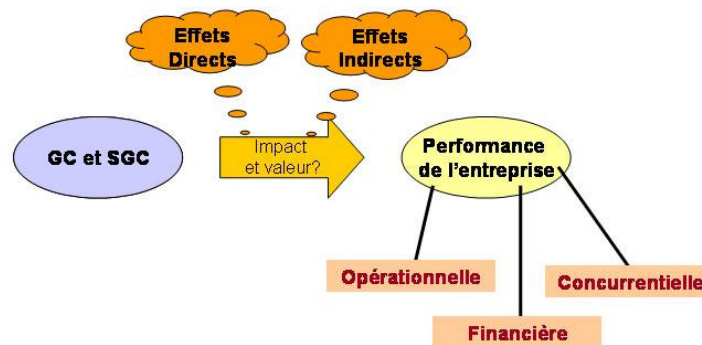 Effets
Directs
Effets
Indirects
GC et SGC
Impact
et valeur?
Performance
de l'entreprise
Opérationnelle
Concurrentielle
Financière